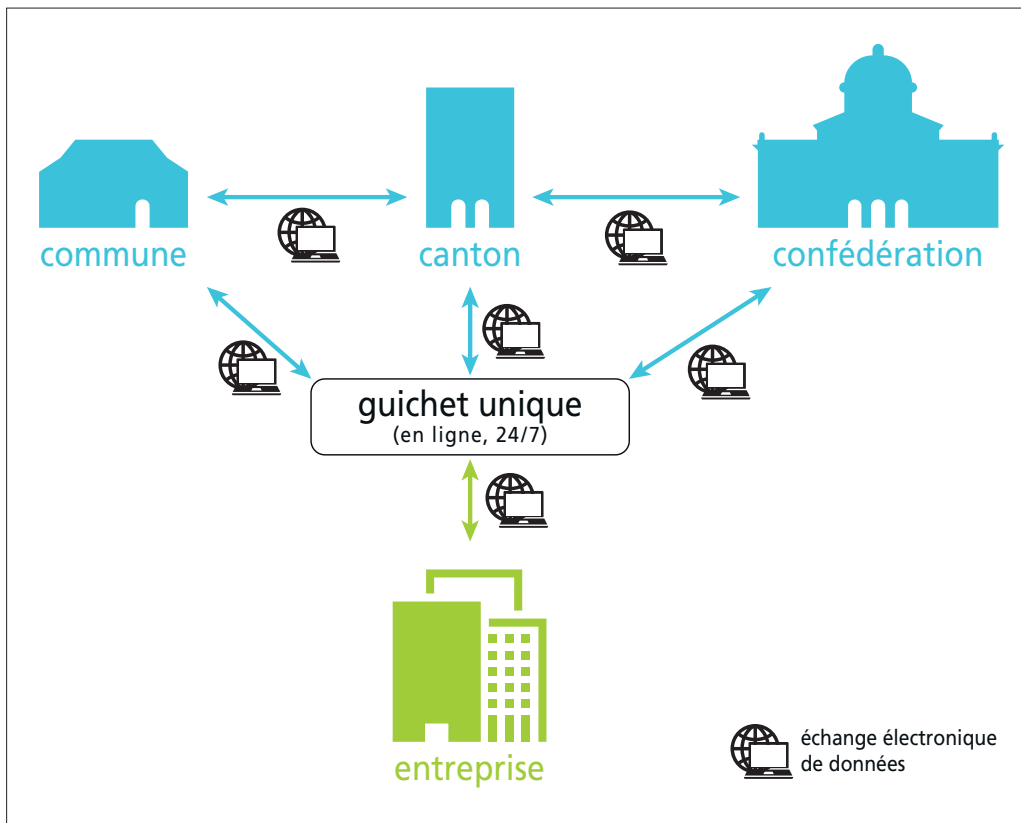 commune
canton
confédération
guichet unique
(en ligne, 24/7)
entreprise
échange électronique
de données